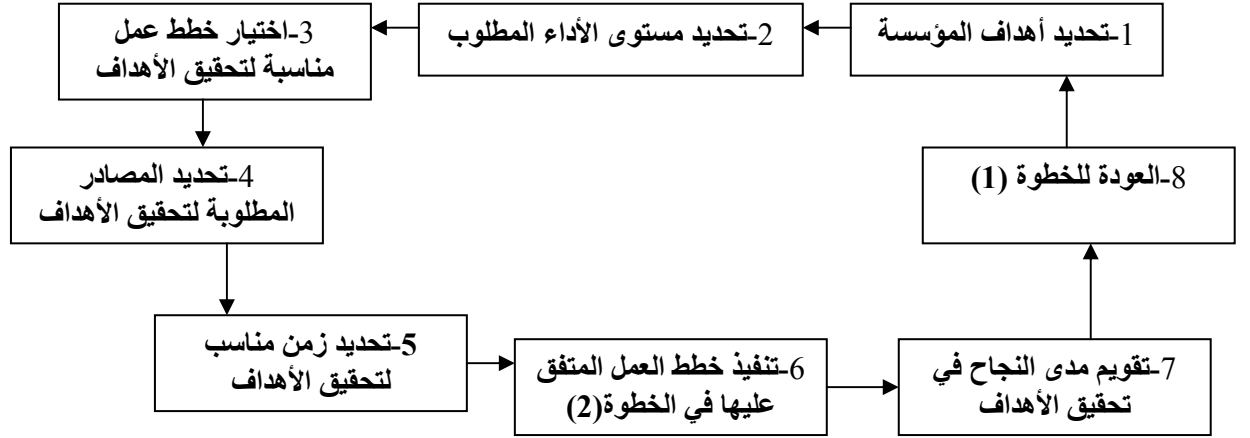 1-تحديد أهداف المؤسسة
2-تحديد مستوى الأداء المطلوب
3-اختيار خطط عمل
مناسبة لتحقيق الأهداف
4-تحديد المصادر
المطلوبة لتحقيق الأهداف
5-تحديد زمن مناسب
لتحقيق الأهداف
6-تنفيذ خطط العمل المتفق
عليها في الخطوة(2)
7-تقويم مدى النجاح في
تحقيق الأهداف
8-العودة للخطوة (1)